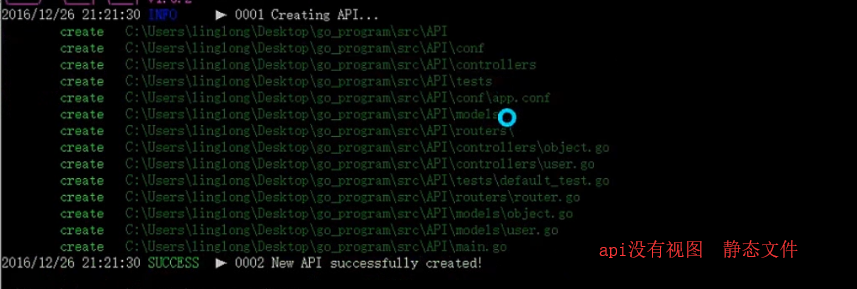 2016/12/26 21:21:30 INFO ▶ 0001 Creating API...
create C:\Users\linglong\Desktop\go_program\src\API
create C:\Users\linglong\Desktop\go_program\src\API\conf
create C:\Users\linglong\Desktop\go_program\src\API\controllers
create C:\Users\linglong\Desktop\go_program\src\API\tests
create C:\Users\linglong\Desktop\go_program\src\API\conf\app.conf
create C:\Users\linglong\Desktop\go_program\src\API\models
create C:\Users\linglong\Desktop\go_program\src\API\routers\
create C:\Users\linglong\Desktop\go_program\src\API\controllers\object.go
create C:\Users\linglong\Desktop\go_program\src\API\controllers\user.go
create C:\Users\linglong\Desktop\go_program\src\API\tests\default_test.go
create C:\Users\linglong\Desktop\go_program\src\API\routers\router.go
create C:\Users\linglong\Desktop\go_program\src\API\models\object.go
create C:\Users\linglong\Desktop\go_program\src\API\models\user.go
create C:\Users\linglong\Desktop\go_program\src\API\main.go
api没有视图 静态文件
2016/12/26 21:21:30 SUCCESS ▶ 0002 New API successfully created!